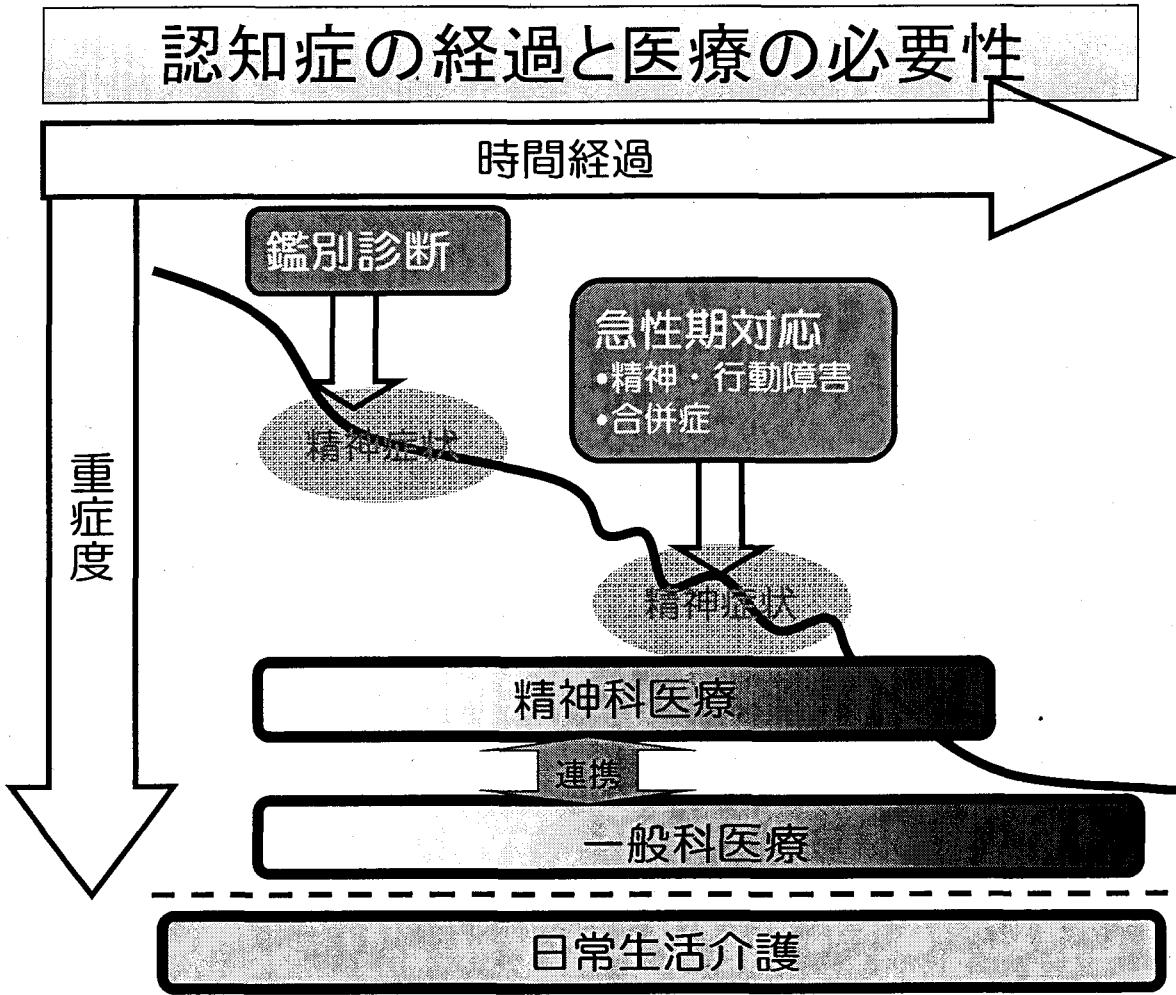 認知症の経過と医療の必要性
時間経過
鑑別診断
急性期対応
•精神・行動障害
•合併症
精神症状
重症度
精神症状
精神科医療
連携
一般科医療
日常生活介護